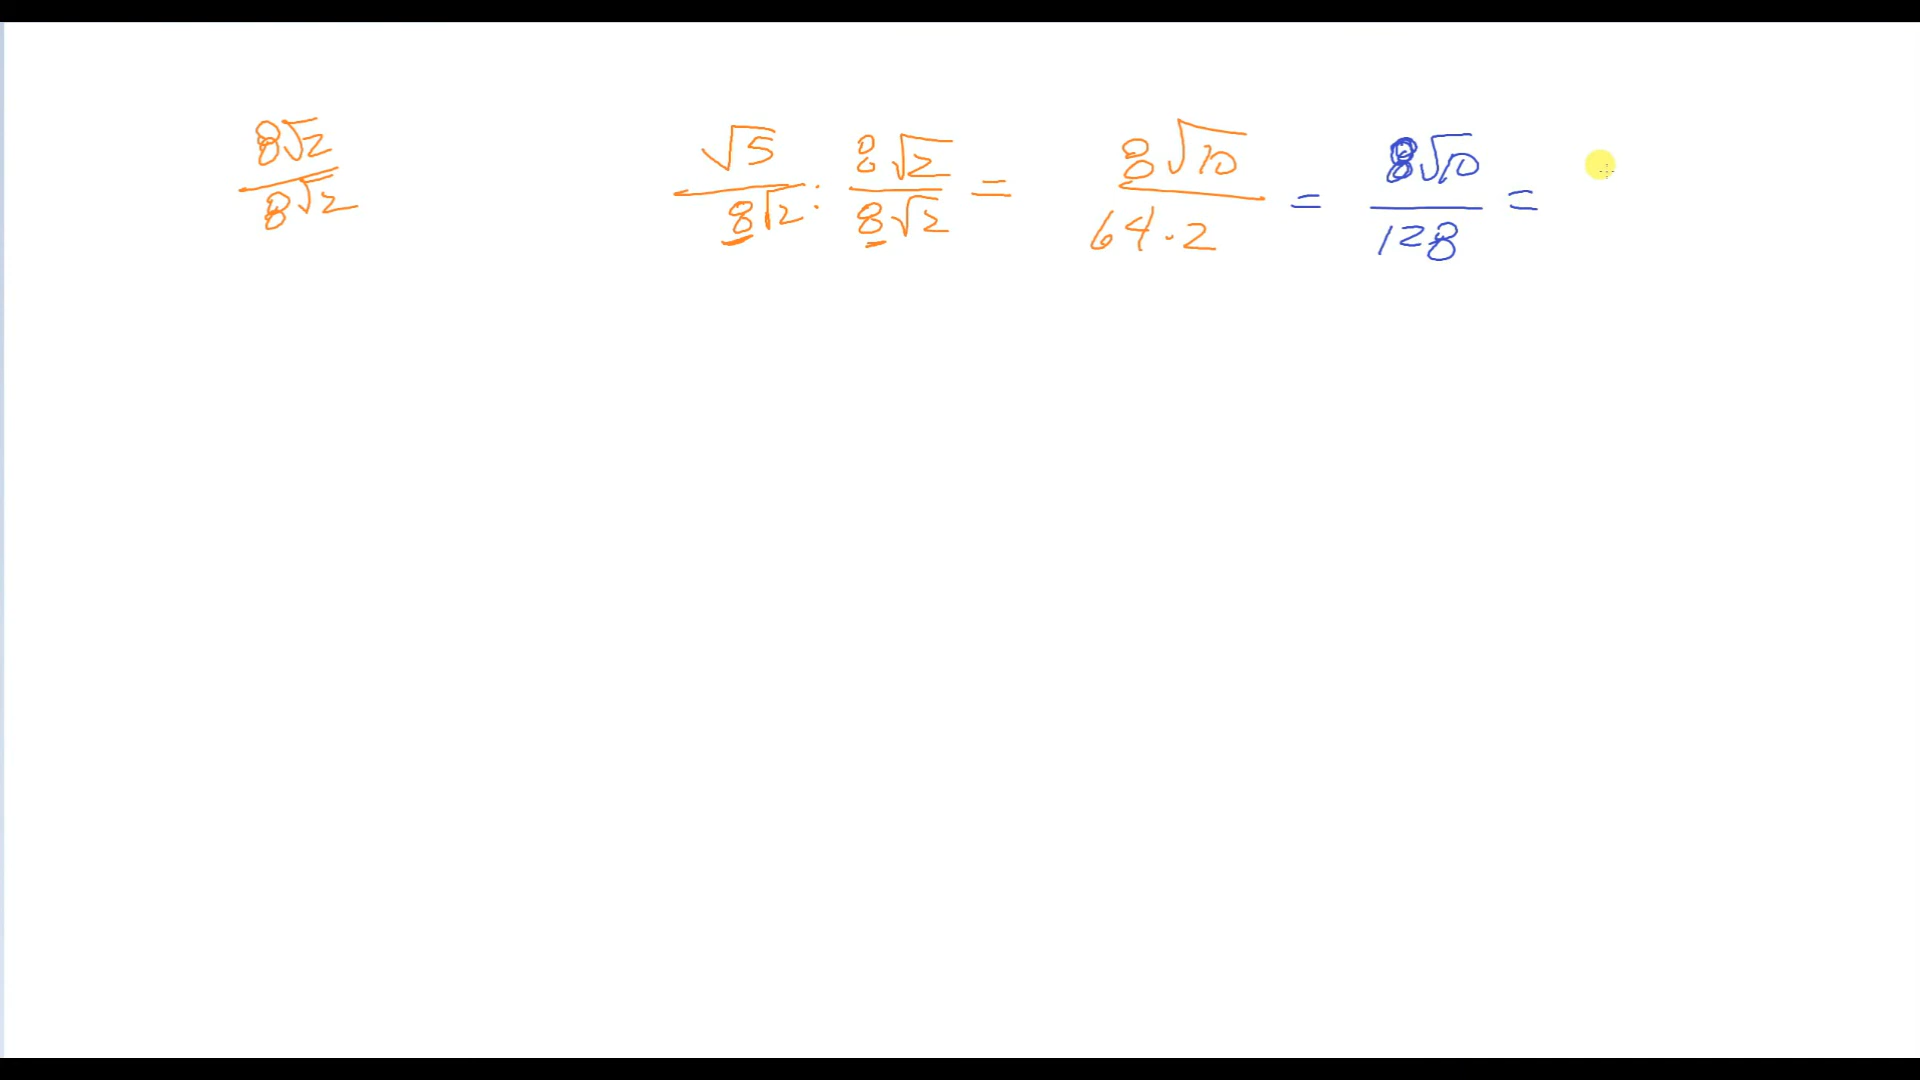 8√2/8√2   √5/8√2 : 8√2/8√2 = 8√10/64·2 = 8√10/128 =